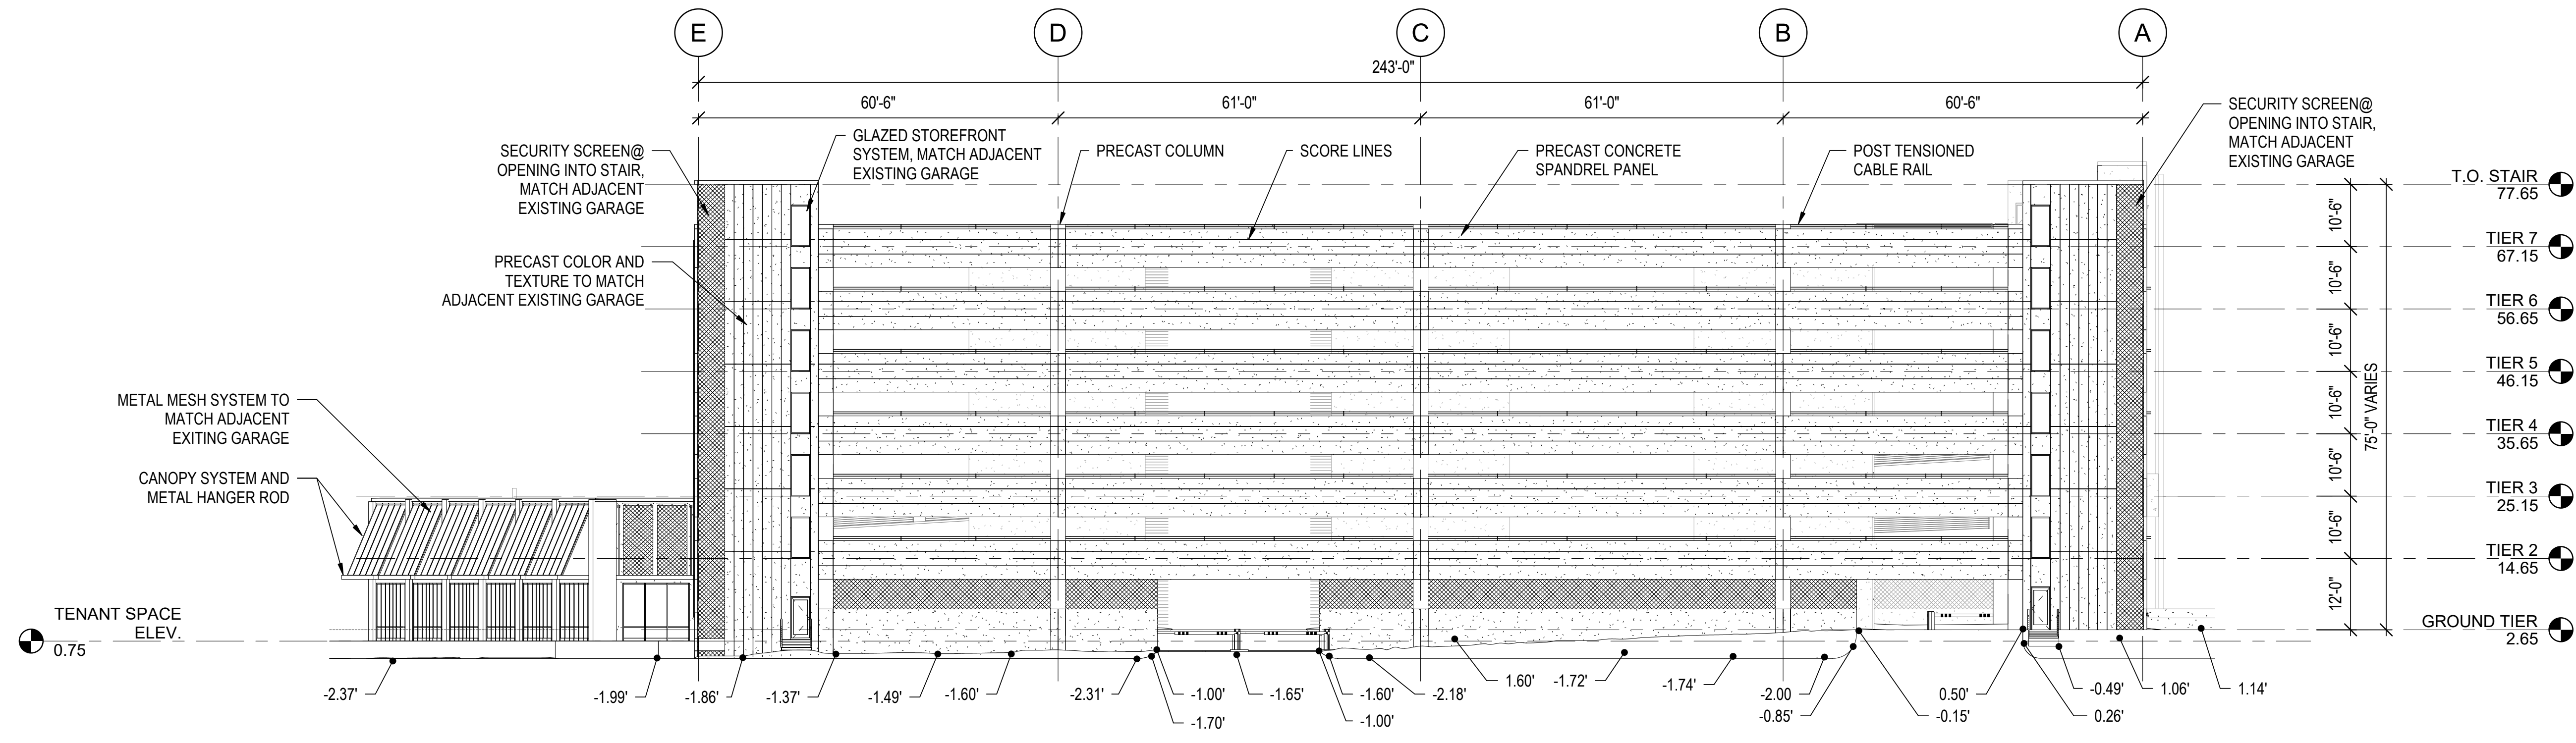 E
D
C
B
A
243'-0"
60'-6"
61'-0"
61'-0"
60'-6"
SECURITY SCREEN@
OPENING INTO STAIR,
MATCH ADJACENT
EXISTING GARAGE
GLAZED STOREFRONT
SYSTEM, MATCH ADJACENT
EXISTING GARAGE
PRECAST COLUMN
SCORE LINES
PRECAST CONCRETE
SPANDREL PANEL
POST TENSIONED
CABLE RAIL
SECURITY SCREEN@
OPENING INTO STAIR,
MATCH ADJACENT
EXISTING GARAGE
PRECAST COLOR AND
TEXTURE TO MATCH
ADJACENT EXISTING GARAGE
METAL MESH SYSTEM TO
MATCH ADJACENT
EXITING GARAGE
CANOPY SYSTEM AND
METAL HANGER ROD
TENANT SPACE
ELEV.
0.75
T.O. STAIR
77.65
TIER 7
67.15
TIER 6
56.65
TIER 5
46.15
TIER 4
35.65
TIER 3
25.15
TIER 2
14.65
GROUND TIER
2.65
10'-6"
10'-6"
10'-6"
10'-6"
10'-6"
10'-6"
12'-0"
75'-0" VARIES
-2.37'
-1.99'
-1.86'
-1.37'
-1.49'
-1.60'
-2.31'
-1.00'
-1.70'
-1.65'
-1.60'
-1.00'
-2.18'
1.60'
-1.72'
-1.74'
-2.00
-0.85'
-0.15'
0.50'
0.26'
-0.49'
1.06'
1.14'